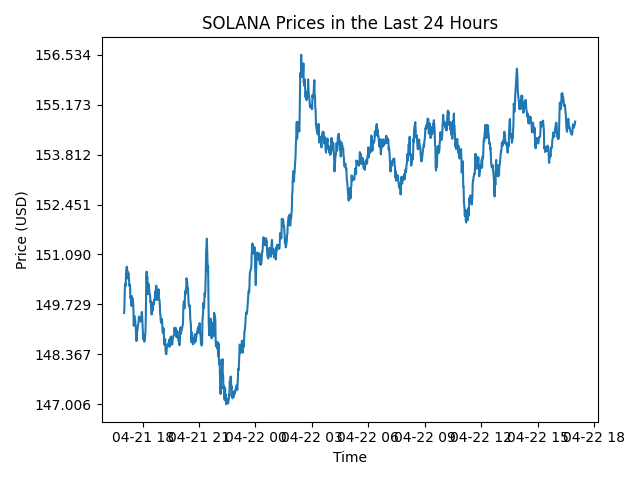 SOLANA Prices in the Last 24 Hours
Price (USD)
156.534
155.173
153.812
152.451
151.090
149.729
148.367
147.006
04-21 18 04-21 21 04-22 00 04-22 03 04-22 06 04-22 09 04-22 12 04-22 15 04-22 18
Time